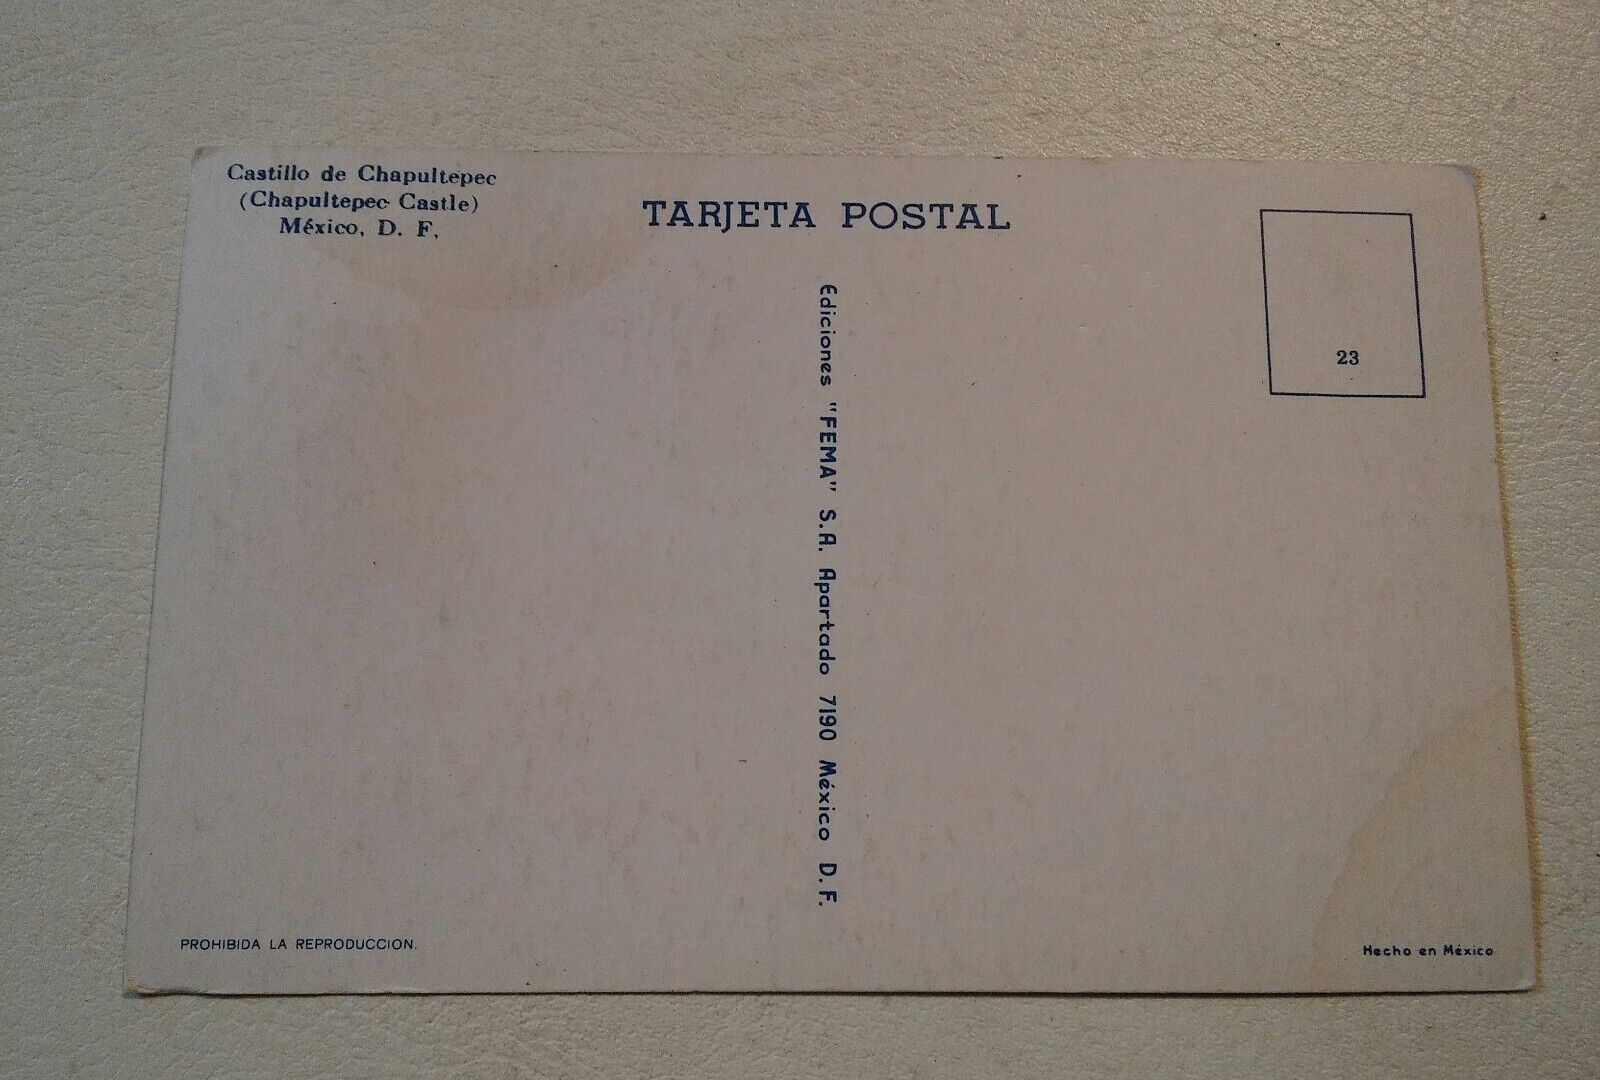 Castillo de Chapultepec
(Chapultepec Castle)
México, D. F.
TARJETA POSTAL
23
Ediciones "FEMA" S.A. Apartado 7190 México D.F.
PROHIBIDA LA REPRODUCCION.
Hecho en México